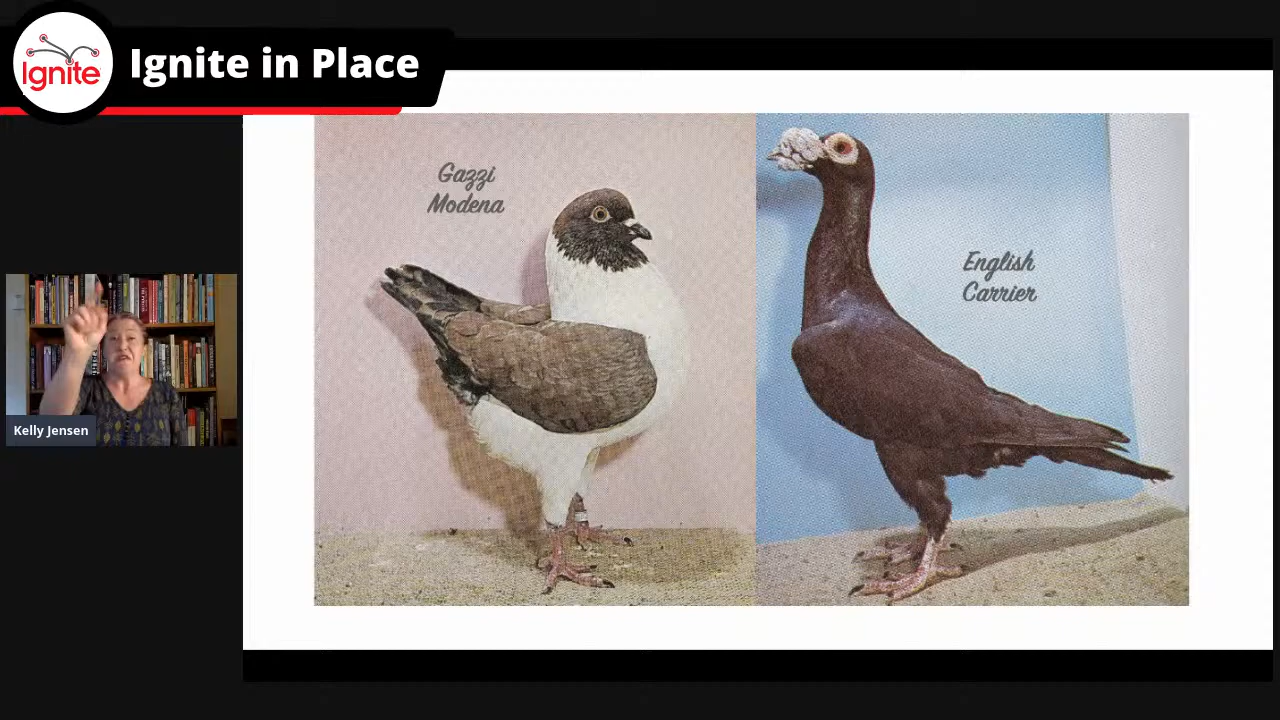 Ignite
Ignite in Place
Gazzi
Modena
English
Carrier
Kelly Jensen